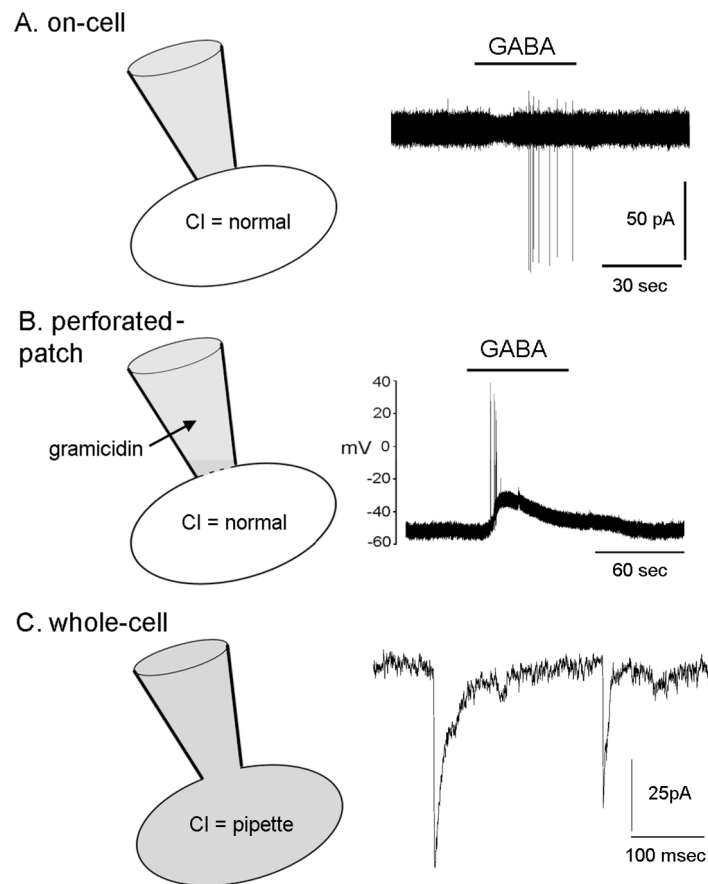 A. on-cell
GABA
Cl = normal
50 pA
30 sec
B. perforated-
patch
GABA
gramicidin
Cl = normal
40
20
mV
0
-20
-40
-60
60 sec
C. whole-cell
Cl = pipette
25pA
100 msec